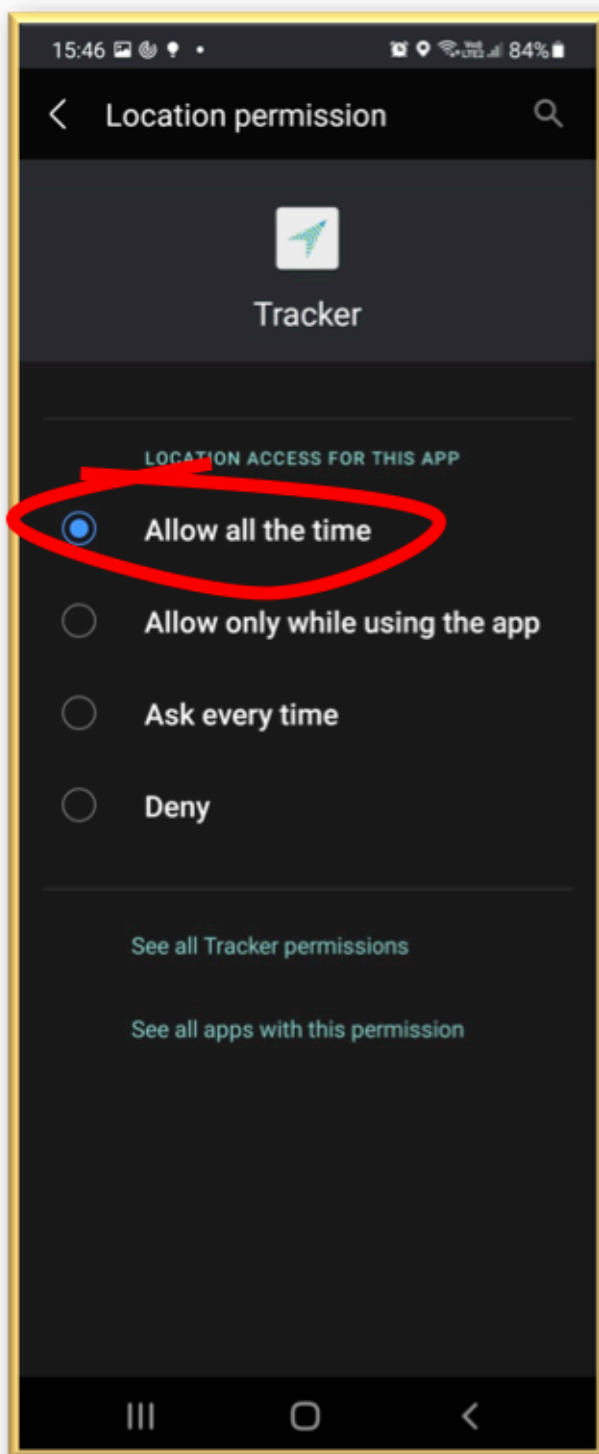 15:46 84%
Location permission
Tracker
LOCATION ACCESS FOR THIS APP
Allow all the time
Allow only while using the app
Ask every time
Deny
See all Tracker permissions
See all apps with this permission